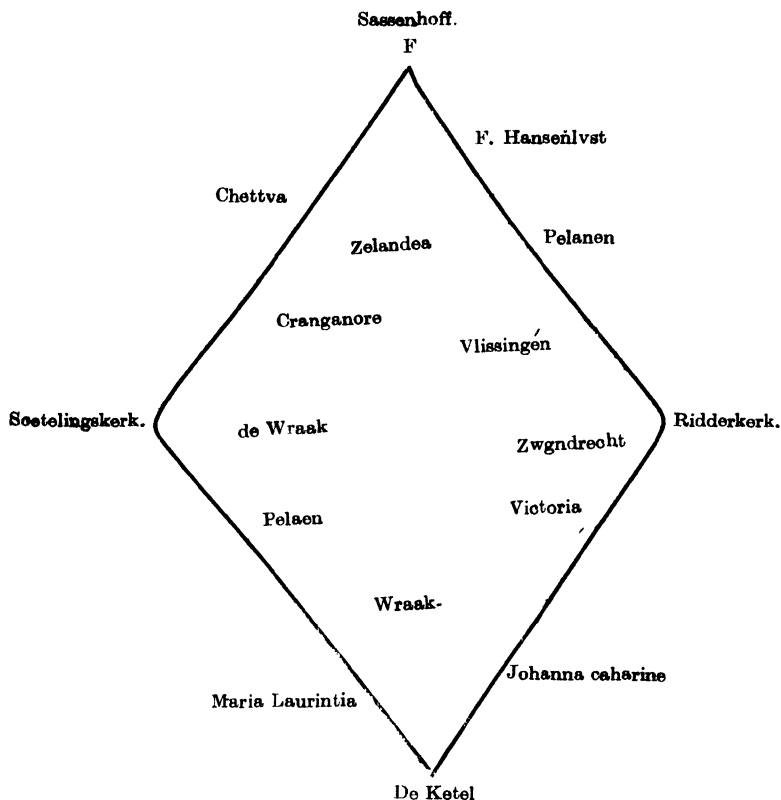 Sassenhoff.
F
F. Hansenlvst
Chettva
Pelanen
Zelandea
Cranganore
Vlissingen
Scetelingskerk.
de Wraak
Zwgndrecht
Ridderkerk.
Victoria
Pelaen
Wraak-
Johanna caharine
Maria Laurintia
De Ketel